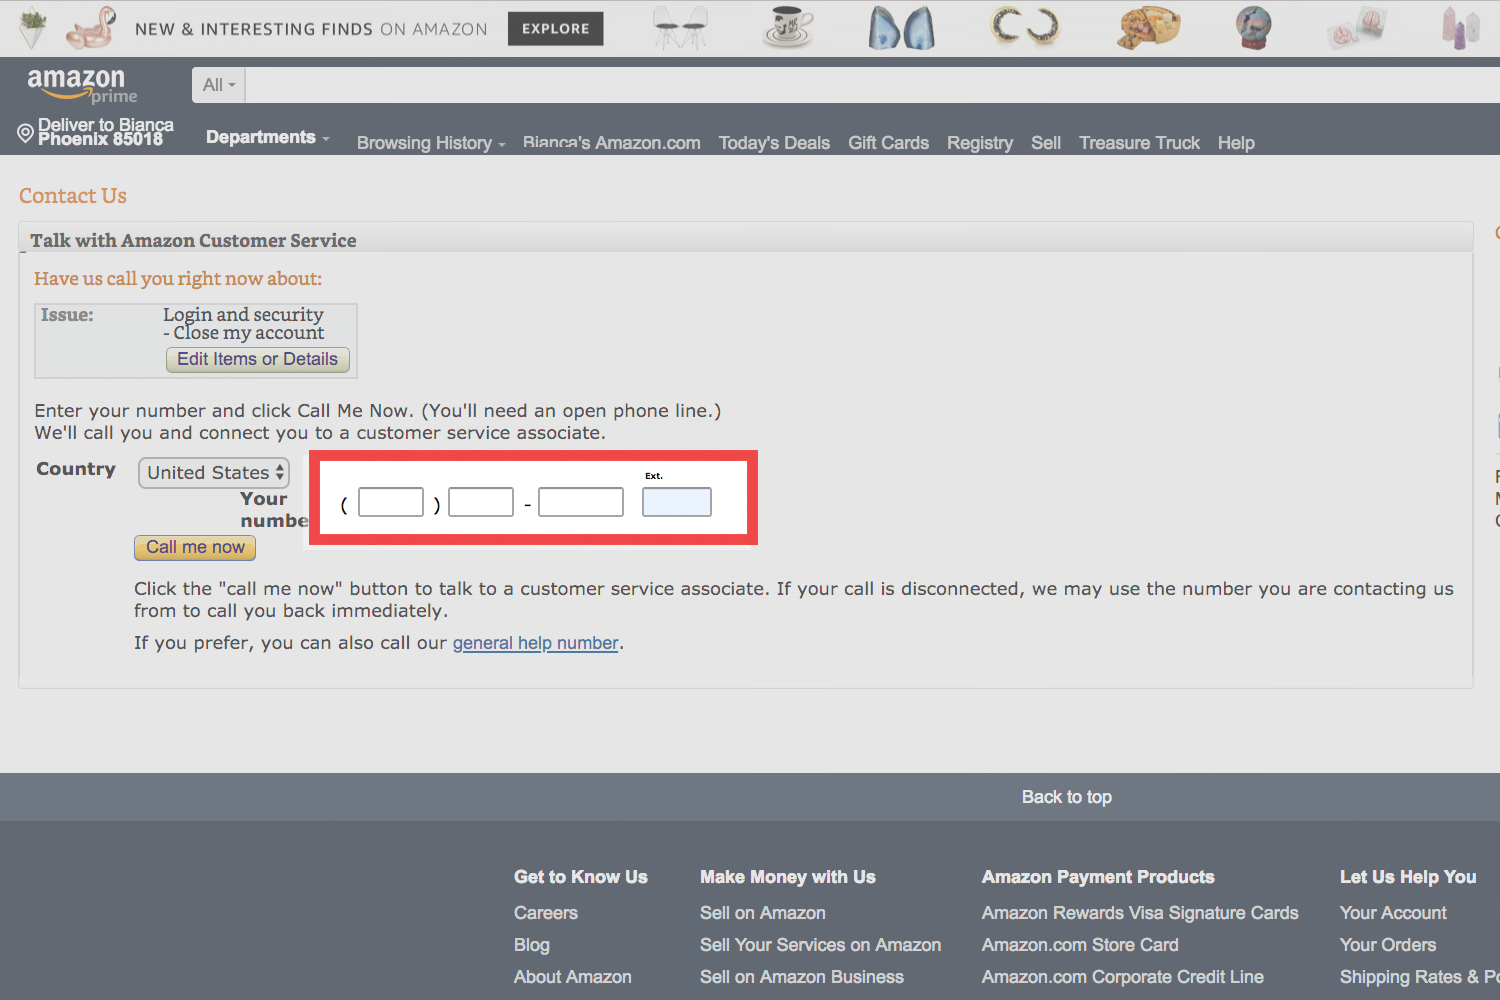 NEW & INTERESTING FINDS ON AMAZON EXPLORE
amazon
prime
All
Deliver to Bianca
Phoenix 85018
Departments Browsing History Bianca's Amazon.com Today's Deals Gift Cards Registry Sell Treasure Truck Help
Contact Us
Talk with Amazon Customer Service
Have us call you right now about:
Issue: Login and security
- Close my account
Edit Items or Details
Enter your number and click Call Me Now. (You'll need an open phone line.)
We'll call you and connect you to a customer service associate.
Country United States
Your
numbe
Ext.
( ) -
Call me now
Click the "call me now" button to talk to a customer service associate. If your call is disconnected, we may use the number you are contacting us
from to call you back immediately.
If you prefer, you can also call our general help number.
Back to top
Get to Know Us
Careers
Blog
About Amazon
Make Money with Us
Sell on Amazon
Sell Your Services on Amazon
Sell on Amazon Business
Amazon Payment Products
Amazon Rewards Visa Signature Cards
Amazon.com Store Card
Amazon.com Corporate Credit Line
Let Us Help You
Your Account
Your Orders
Shipping Rates & Po